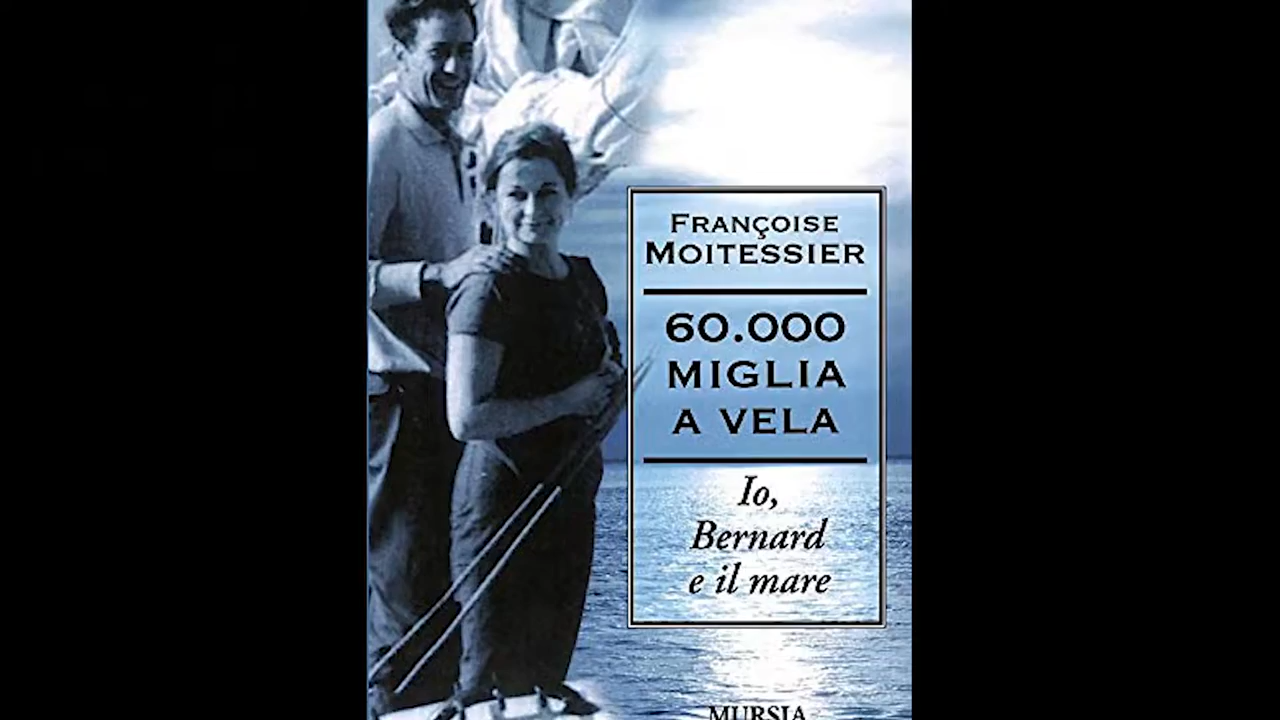 FRANÇOISE
MOITESSIER
60.000
MIGLIA
A VELA
Io,
Bernard
e il mare
MURSIA